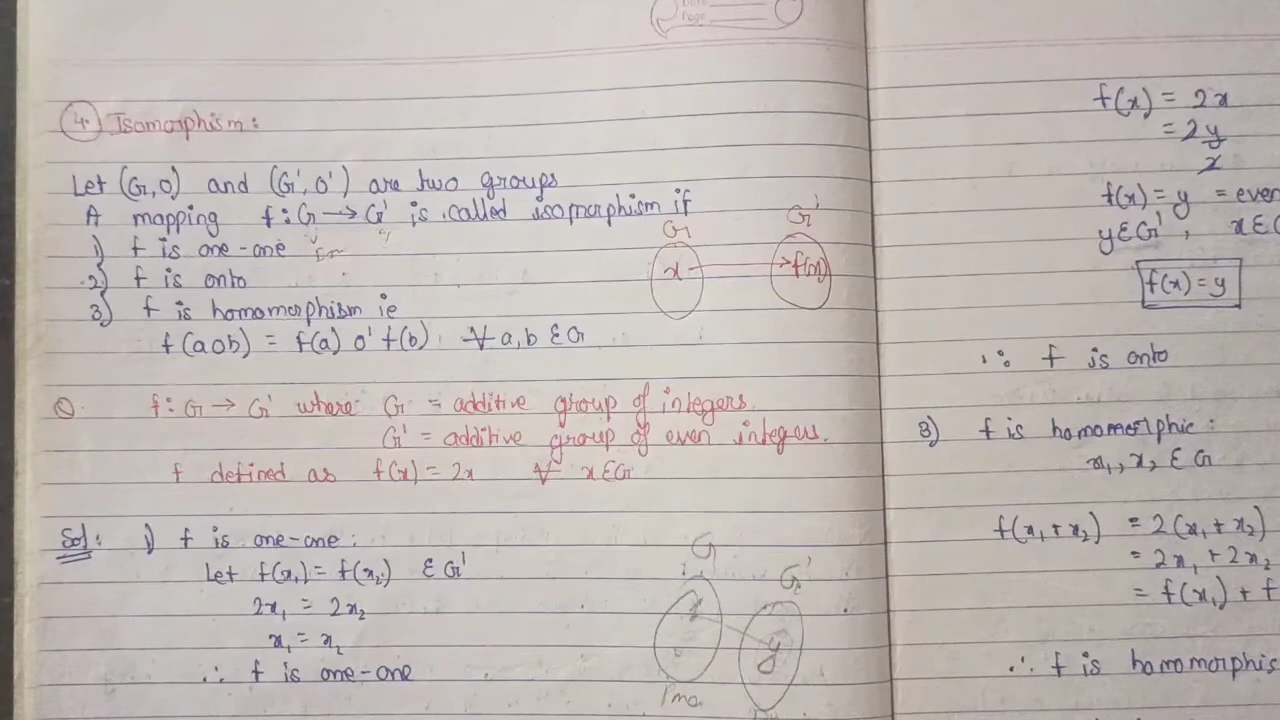 Page
4. Isomorphism:
Let (G, o) and (G', o') are two groups
A mapping f: G → G' is called isomorphism if
1) f is one-one
2) f is onto
3) f is homomorphism ie
f(aob) = f(a) o' f(b) ∀ a, b ∈ G
G G'
x f(x)
Q. f: G → G' where G = additive group of integers.
G' = additive group of even integers.
f defined as f(x) = 2x ∀ x ∈ G
Sol: 1) f is one-one:
Let f(x₁) = f(x₂) ∈ G'
2x₁ = 2x₂
x₁ = x₂
∴ f is one-one
G G'
x y
f(x) = 2x
= 2y
x
f(x) = y = even
y ∈ G', x ∈ G
f(x) = y
∴ f is onto
3) f is homomorphic:
x₁, x₂ ∈ G
f(x₁ + x₂) = 2(x₁ + x₂)
= 2x₁ + 2x₂
= f(x₁) + f
∴ f is homomorphis